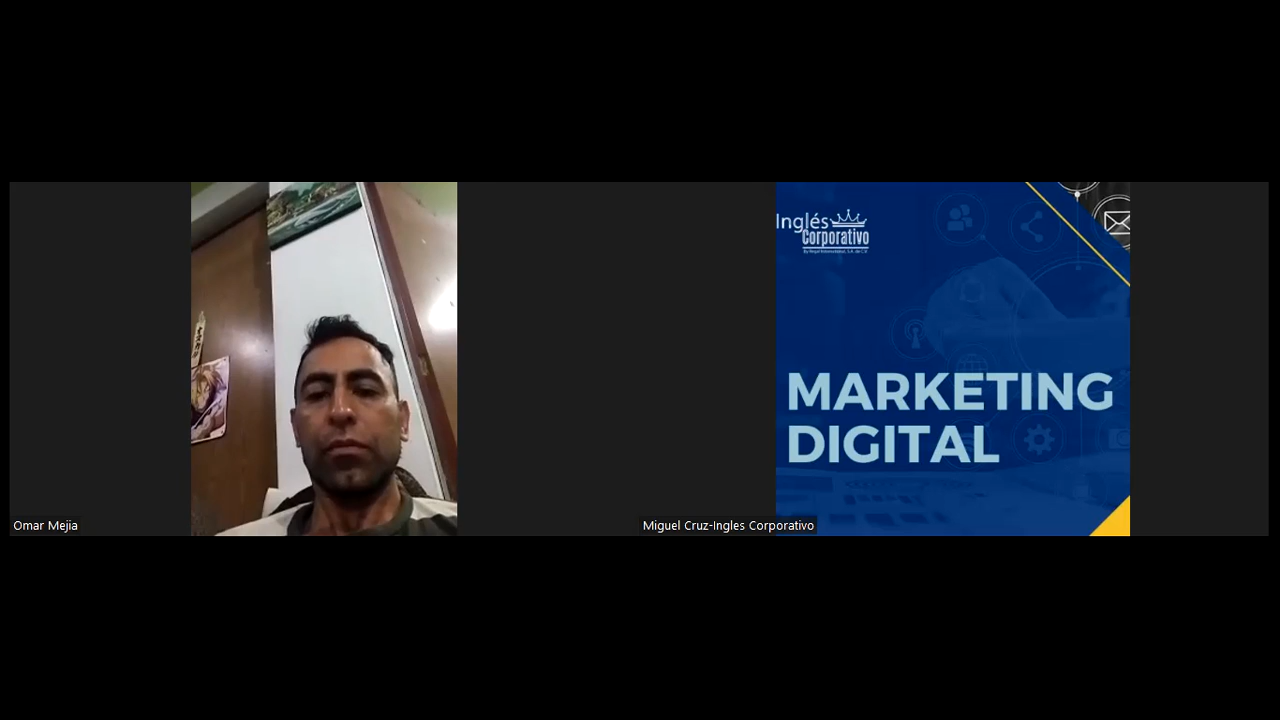 Inglés
Corporativo
MARKETING
DIGITAL
Omar Mejia
Miguel Cruz-Ingles Corporativo